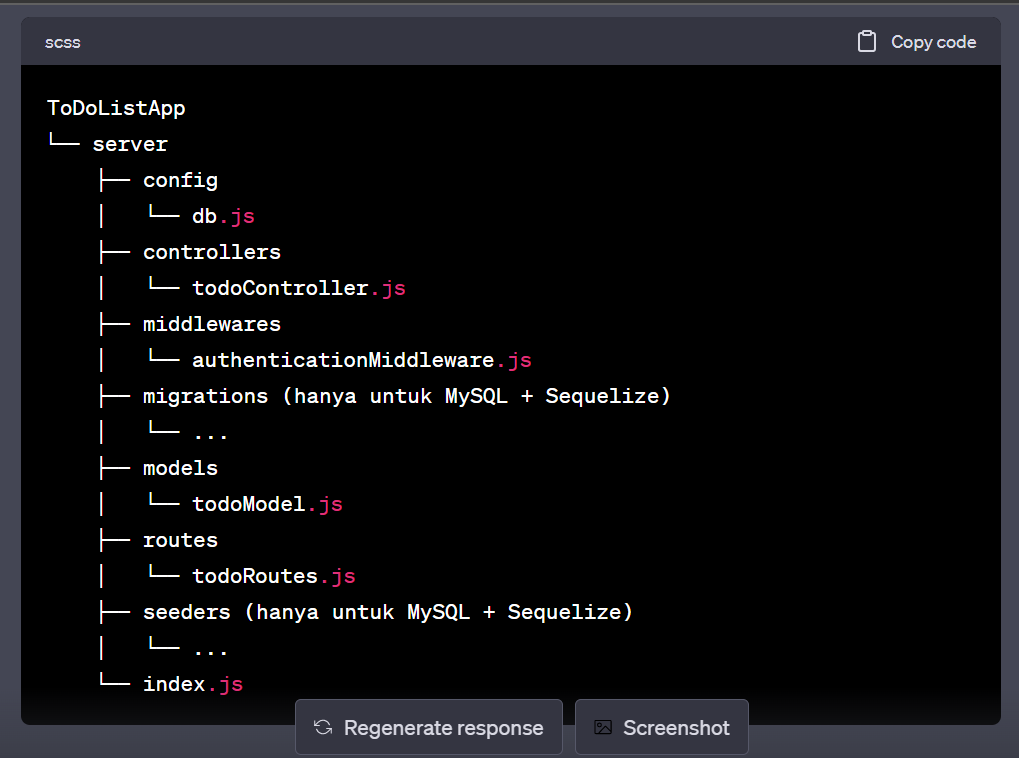 scss Copy code
ToDoListApp
└── server
    ├── config
    │   └── db.js
    ├── controllers
    │   └── todoController.js
    ├── middlewares
    │   └── authenticationMiddleware.js
    ├── migrations (hanya untuk MySQL + Sequelize)
    │   └── ...
    ├── models
    │   └── todoModel.js
    ├── routes
    │   └── todoRoutes.js
    ├── seeders (hanya untuk MySQL + Sequelize)
    │   └── ...
    └── index.js
Regenerate response Screenshot